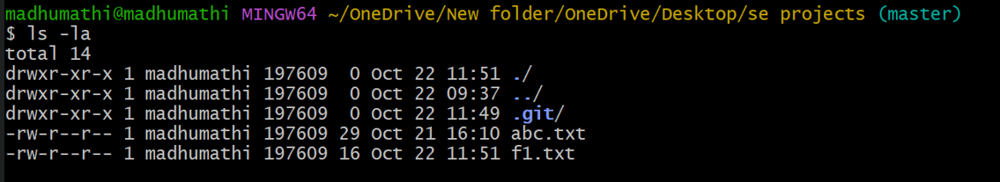 madhumathi@madhumathi MINGW64 ~/OneDrive/New folder/OneDrive/Desktop/se projects (master)
$ ls -la
total 14
drwxr-xr-x 1 madhumathi 197609  0 Oct 22 11:51 ./
drwxr-xr-x 1 madhumathi 197609  0 Oct 22 09:37 ../
drwxr-xr-x 1 madhumathi 197609  0 Oct 22 11:49 .git/
-rw-r--r-- 1 madhumathi 197609 29 Oct 21 16:10 abc.txt
-rw-r--r-- 1 madhumathi 197609 16 Oct 22 11:51 f1.txt